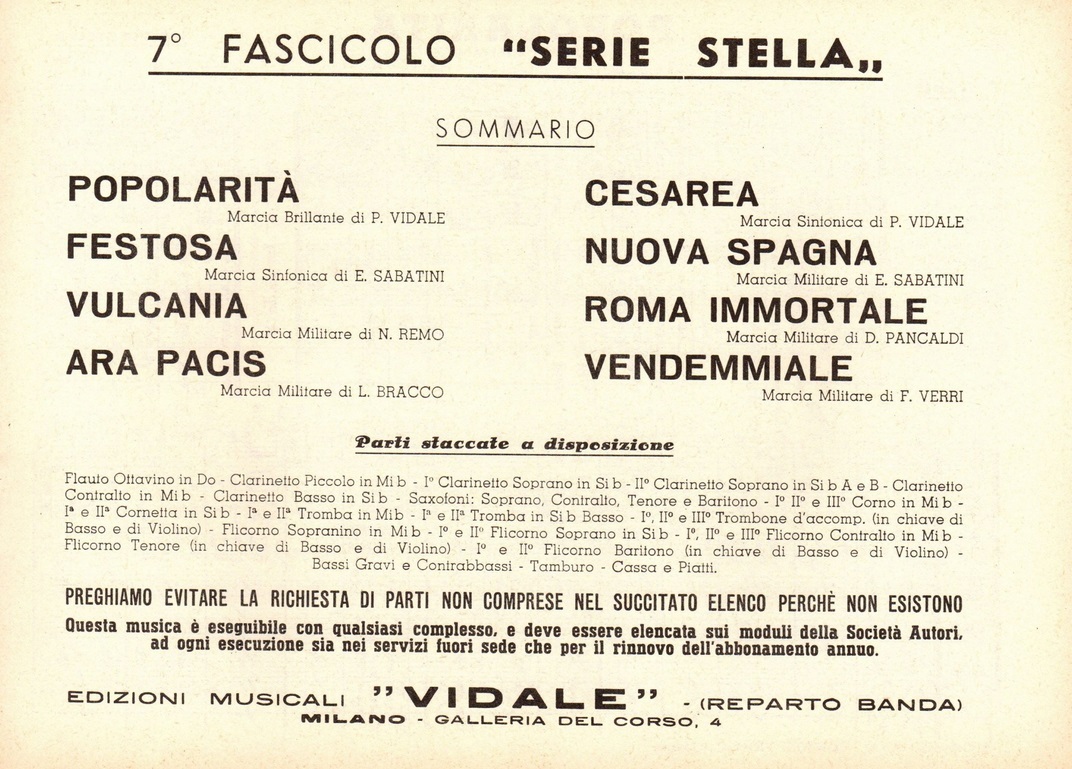 7° FASCICOLO "SERIE STELLA„
SOMMARIO
POPOLARITÀ
Marcia Brillante di P. VIDALE
FESTOSA
Marcia Sinfonica di E. SABATINI
VULCANIA
Marcia Militare di N. REMO
ARA PACIS
Marcia Militare di L. BRACCO
CESAREA
Marcia Sinfonica di P. VIDALE
NUOVA SPAGNA
Marcia Militare di E. SABATINI
ROMA IMMORTALE
Marcia Militare di D. PANCALDI
VENDEMMIALE
Marcia Militare di F. VERRI
Parti staccate a disposizione
Flauto Ottavino in Do - Clarinetto Piccolo in Mi b - I° Clarinetto Soprano in Si b - II° Clarinetto Soprano in Si b A e B - Clarinetto
Contralto in Mi b - Clarinetto Basso in Si b - Saxofoni: Soprano, Contralto, Tenore e Baritono - I° II° e III° Corno in Mi b -
Iª e IIª Cornetta in Si b - Iª e IIª Tromba in Mi b - Iª e IIª Tromba in Si b Basso - I°, II° e III° Trombone d'accomp. (in chiave di
Basso e di Violino) - Flicorno Sopranino in Mi b - I° e II° Flicorno Soprano in Si b - I°, II° e III° Flicorno Contralto in Mi b -
Flicorno Tenore (in chiave di Basso e di Violino) - I° e II° Flicorno Baritono (in chiave di Basso e di Violino) -
Bassi Gravi e Contrabbassi - Tamburo - Cassa e Piatti.
PREGHIAMO EVITARE LA RICHIESTA DI PARTI NON COMPRESE NEL SUCCITATO ELENCO PERCHÈ NON ESISTONO
Questa musica è eseguibile con qualsiasi complesso, e deve essere elencata sui moduli della Società Autori,
ad ogni esecuzione sia nei servizi fuori sede che per il rinnovo dell'abbonamento annuo.
EDIZIONI MUSICALI "VIDALE" - (REPARTO BANDA)
MILANO - GALLERIA DEL CORSO, 4